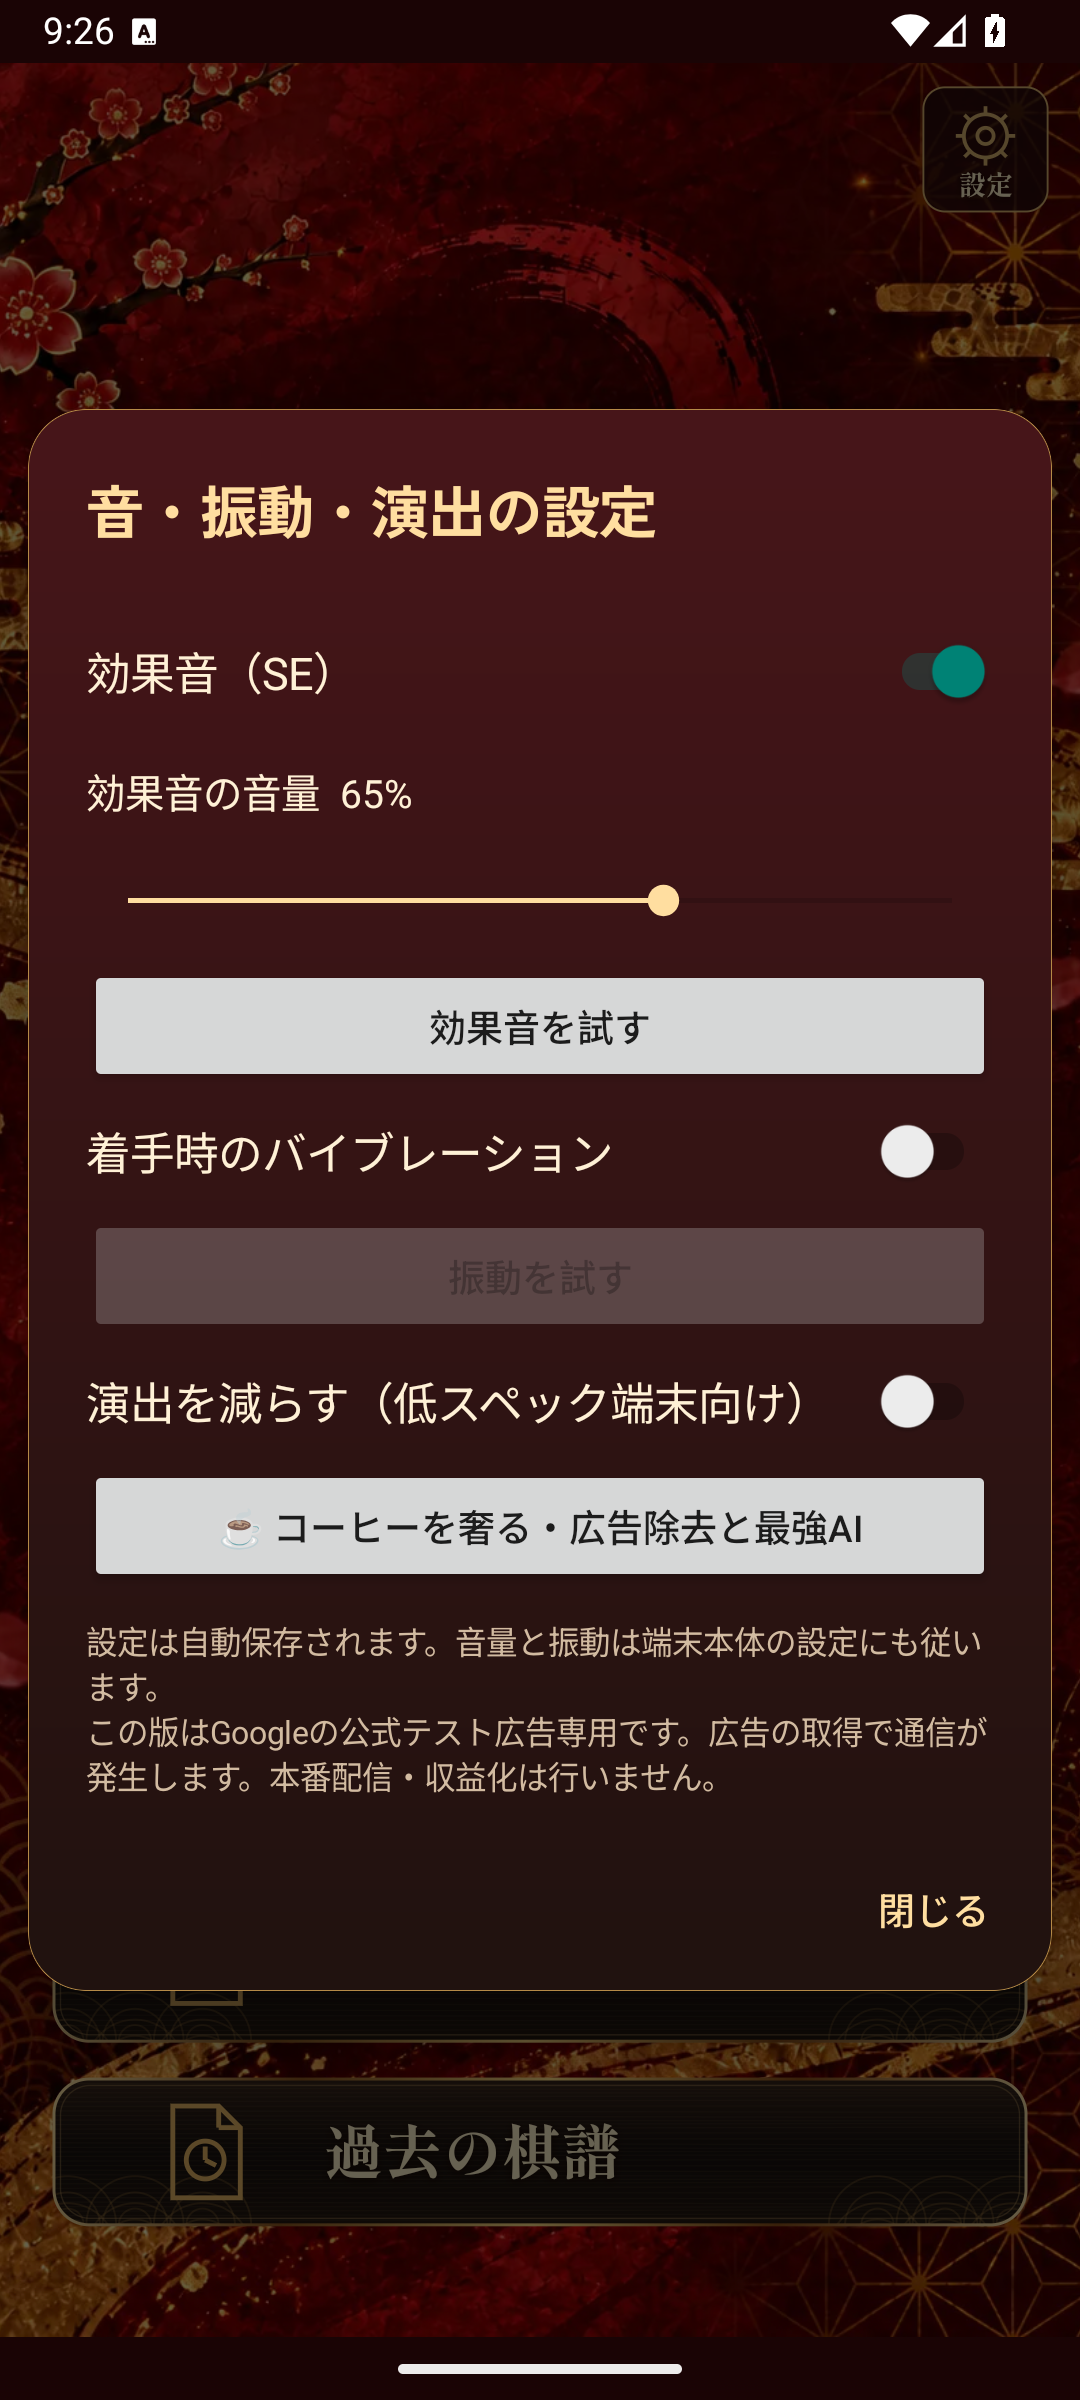 9:26
設定
音・振動・演出の設定
効果音（SE）
効果音の音量 65%
効果音を試す
着手時のバイブレーション
振動を試す
演出を減らす（低スペック端末向け）
☕ コーヒーを奢る・広告除去と最強AI
設定は自動保存されます。音量と振動は端末本体の設定にも従い
ます。
この版はGoogleの公式テスト広告専用です。広告の取得で通信が
発生します。本番配信・収益化は行いません。
閉じる
過去の棋譜